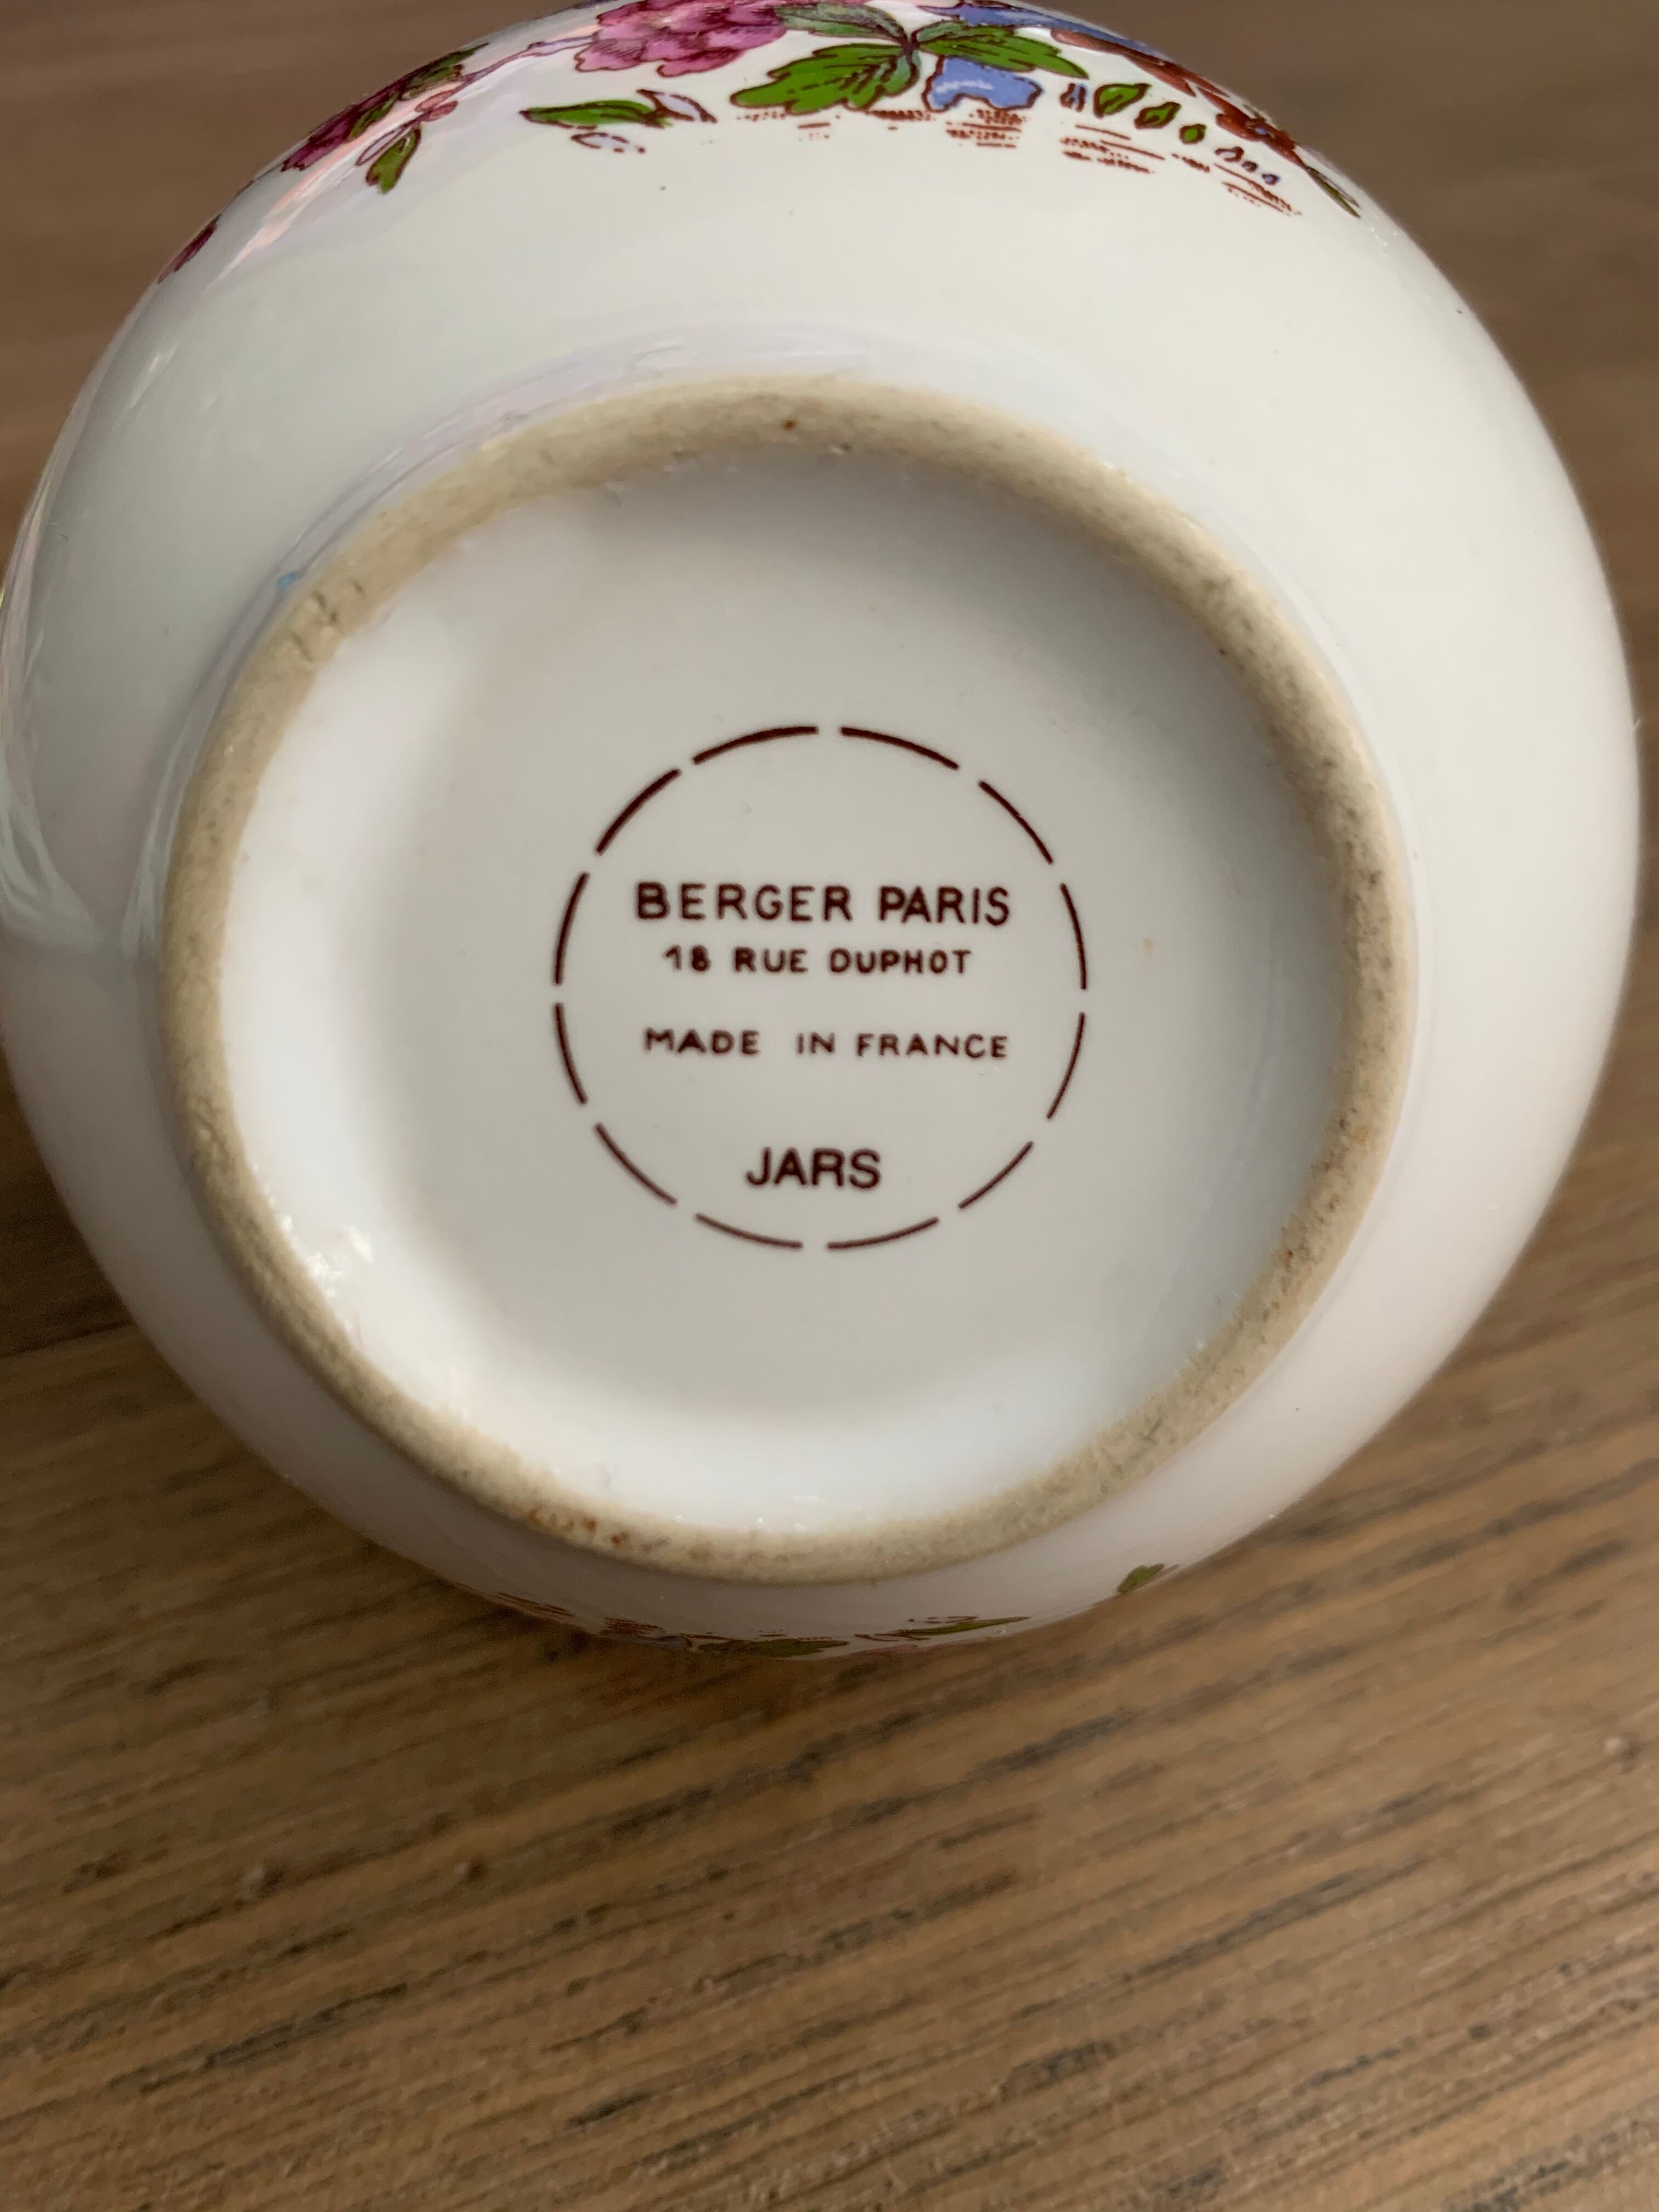 BERGER PARIS
18 RUE DUPHOT
MADE IN FRANCE
JARS